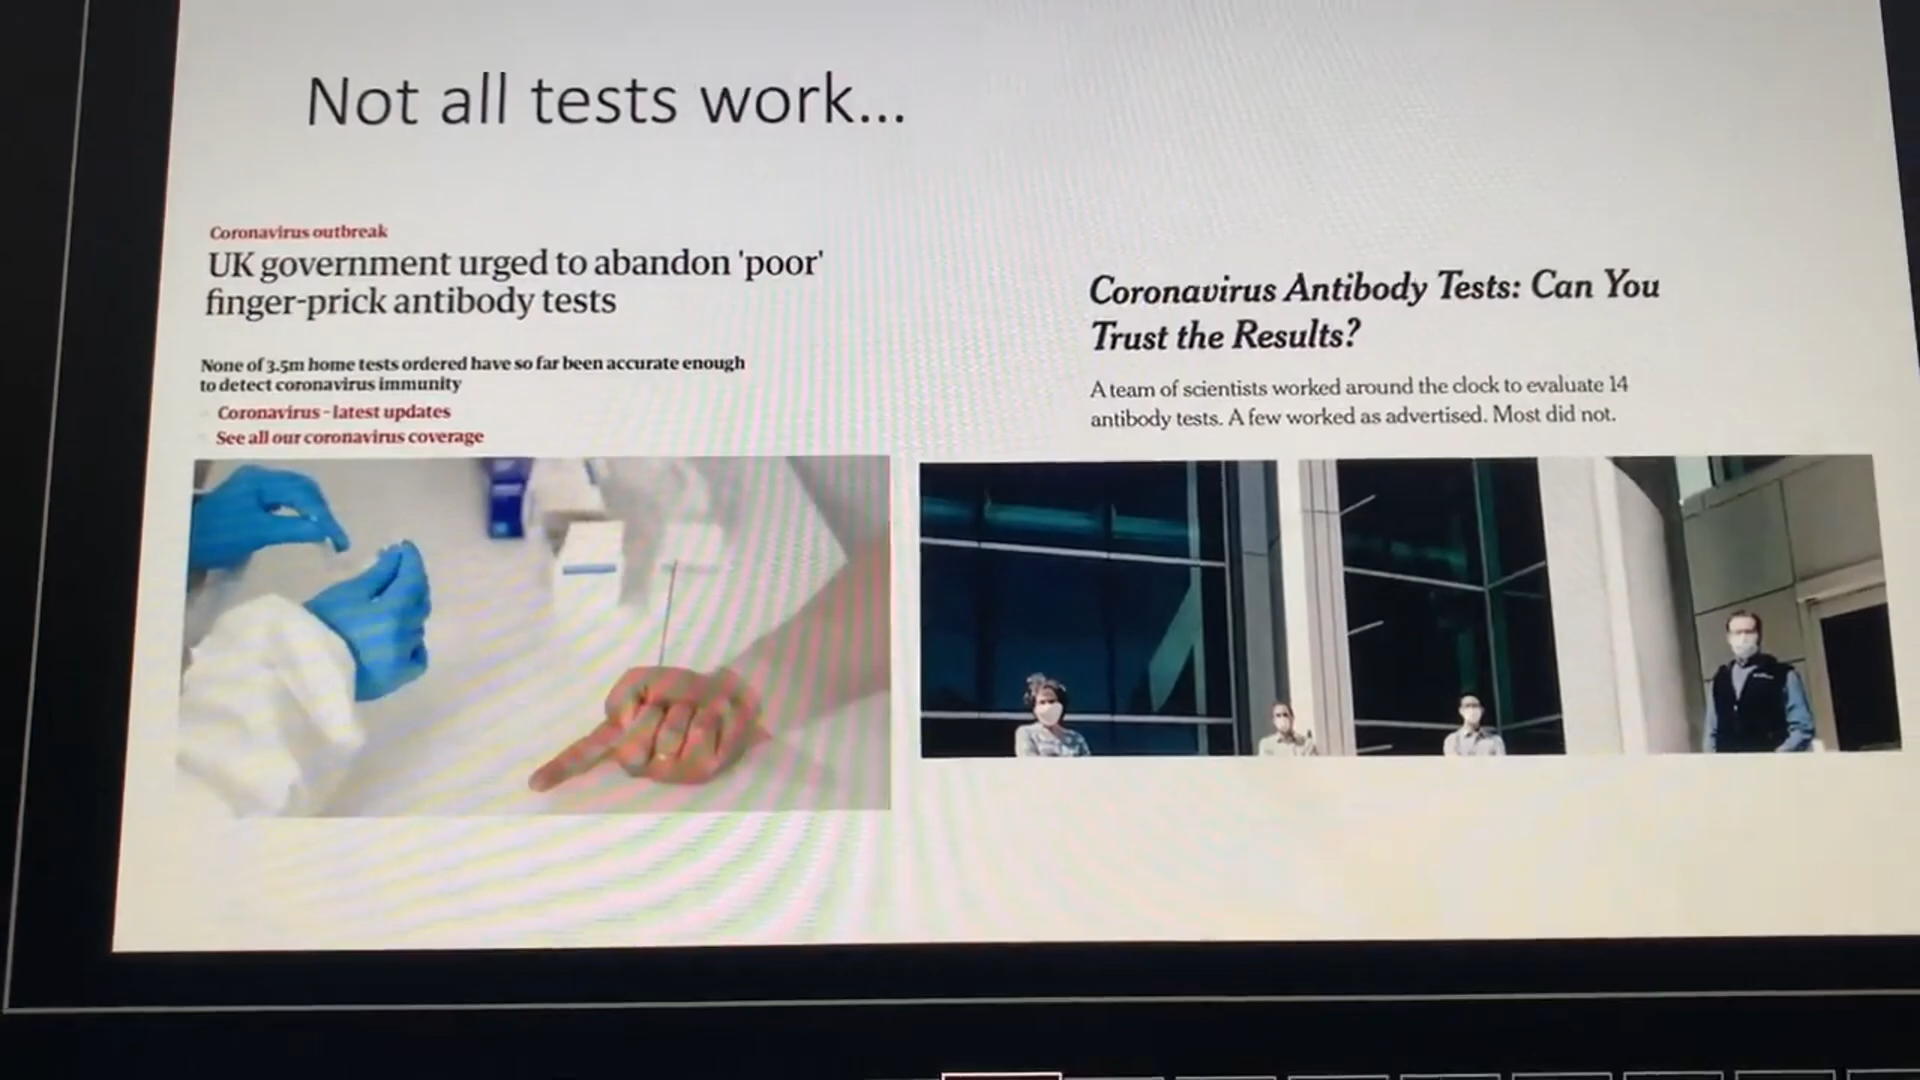 Not all tests work...
Coronavirus outbreak
UK government urged to abandon 'poor'
finger-prick antibody tests
None of 3.5m home tests ordered have so far been accurate enough
to detect coronavirus immunity
Coronavirus - latest updates
See all our coronavirus coverage
Coronavirus Antibody Tests: Can You
Trust the Results?
A team of scientists worked around the clock to evaluate 14
antibody tests. A few worked as advertised. Most did not.